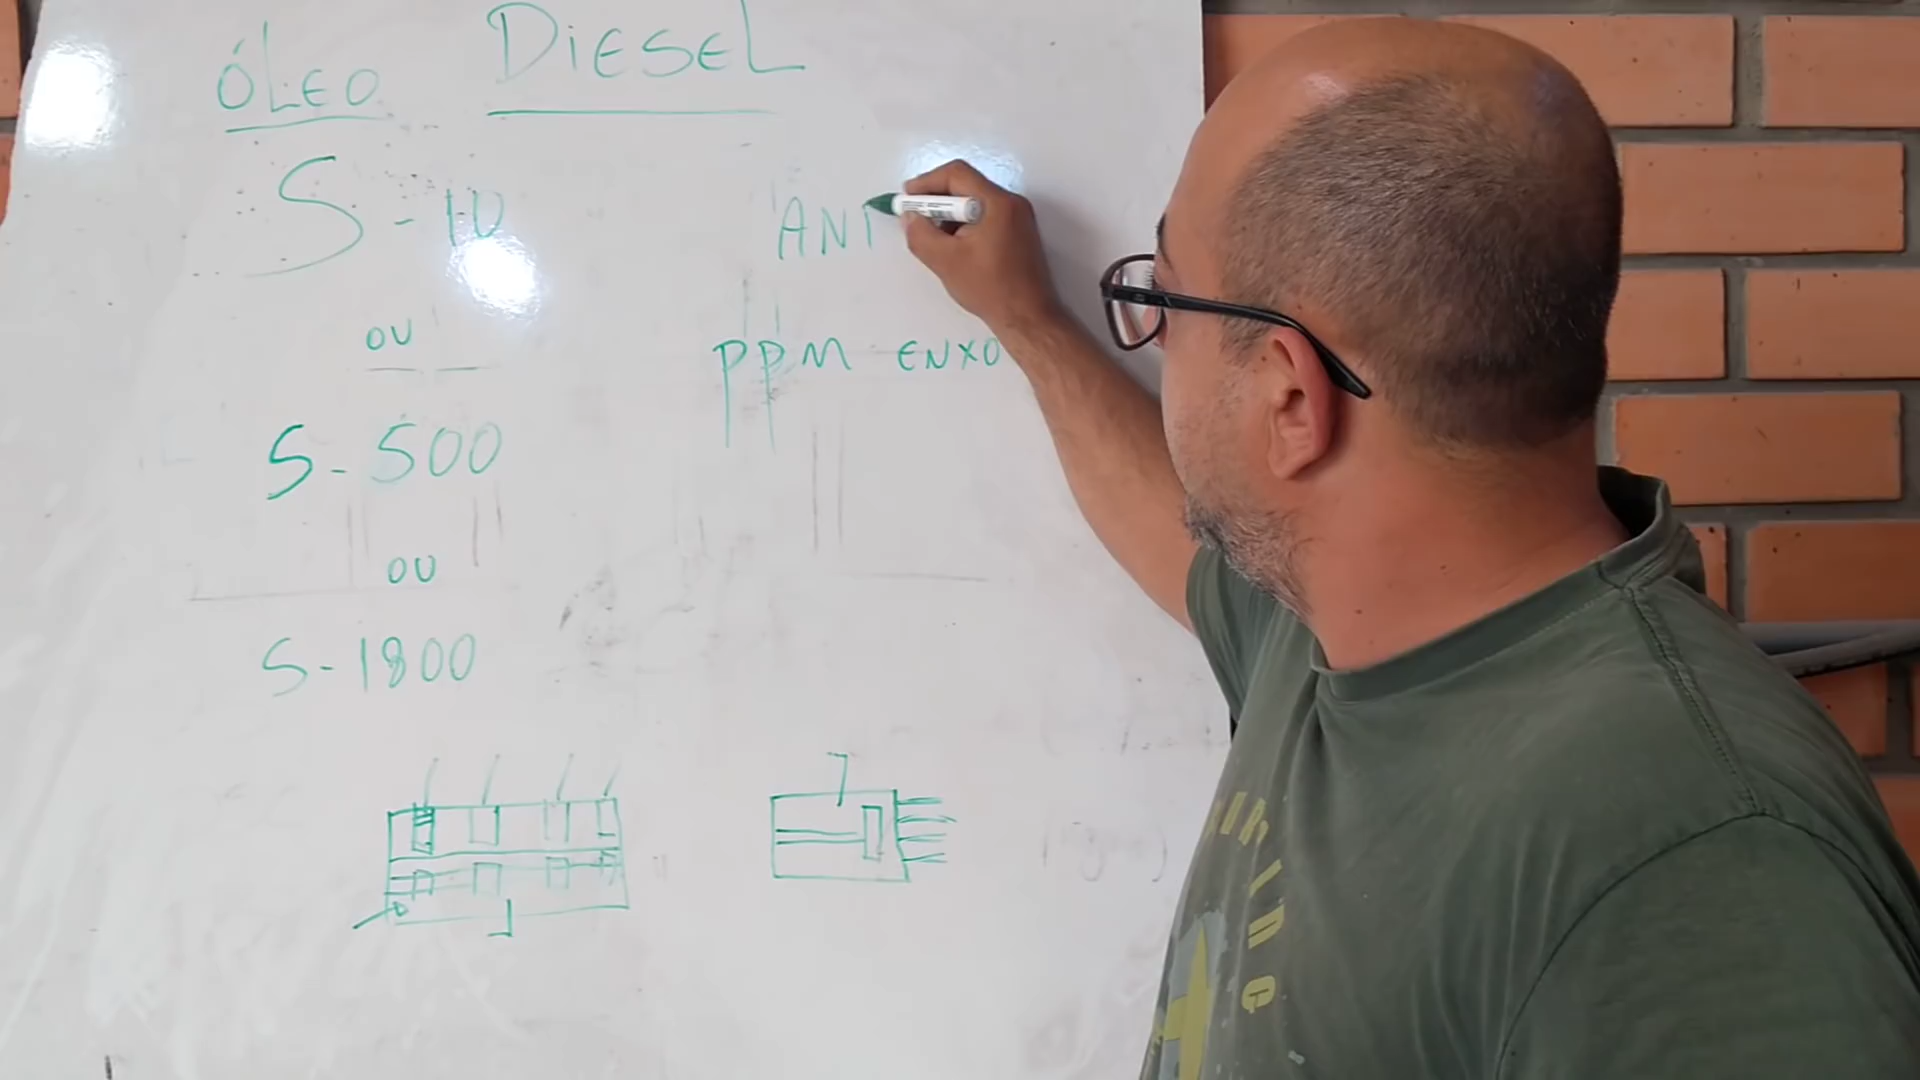 ÓLEO DIESEL
S-10
ANT
OU
PPM ENXO
S-500
OU
S-1800